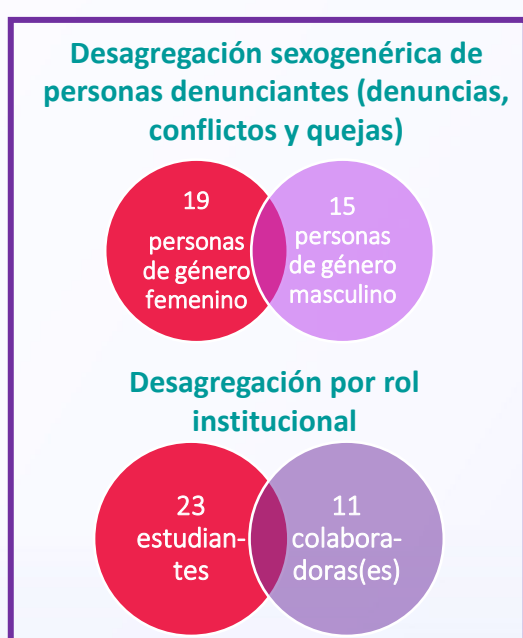 Desagregación sexogenérica de
personas denunciantes (denuncias,
conflictos y quejas)
19
personas
de género
femenino
15
personas
de género
masculino
Desagregación por rol
institucional
23
estudian-
tes
11
colabora-
doras(es)